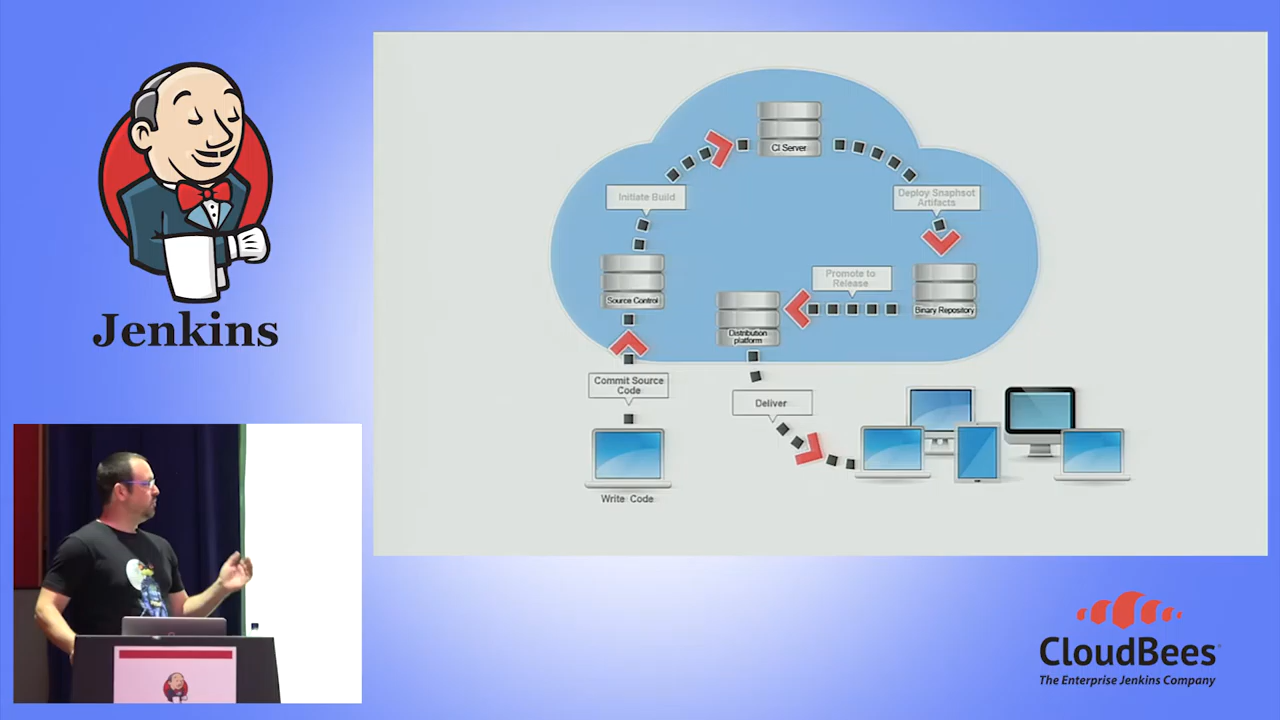 Jenkins
CI Server
Initiate Build
Deploy Snaphsot
Artifacts
Source Control
Promote to
Release
Binary Repository
Distribution
platform
Commit Source
Code
Deliver
Write Code
CloudBees
The Enterprise Jenkins Company